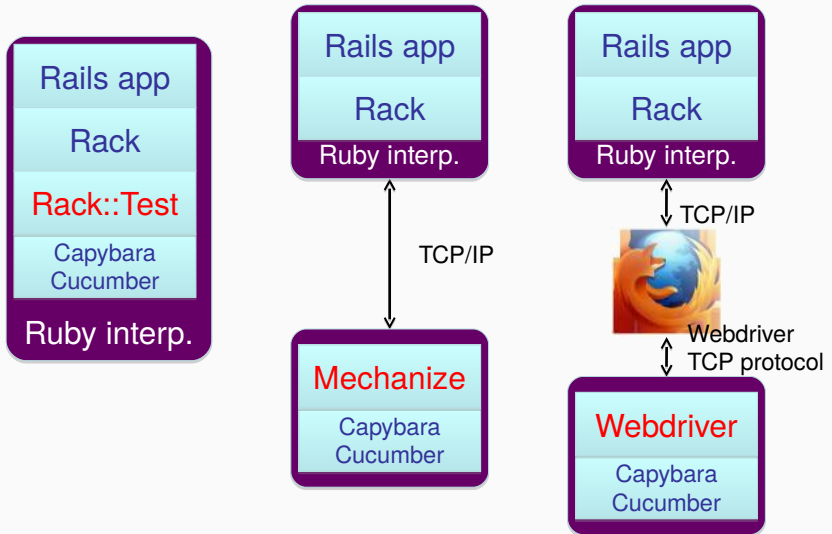 Rails app
Rack
Rack::Test
Capybara
Cucumber
Ruby interp.
Rails app
Rack
Ruby interp.
TCP/IP
Mechanize
Capybara
Cucumber
Rails app
Rack
Ruby interp.
TCP/IP
Webdriver
TCP protocol
Webdriver
Capybara
Cucumber